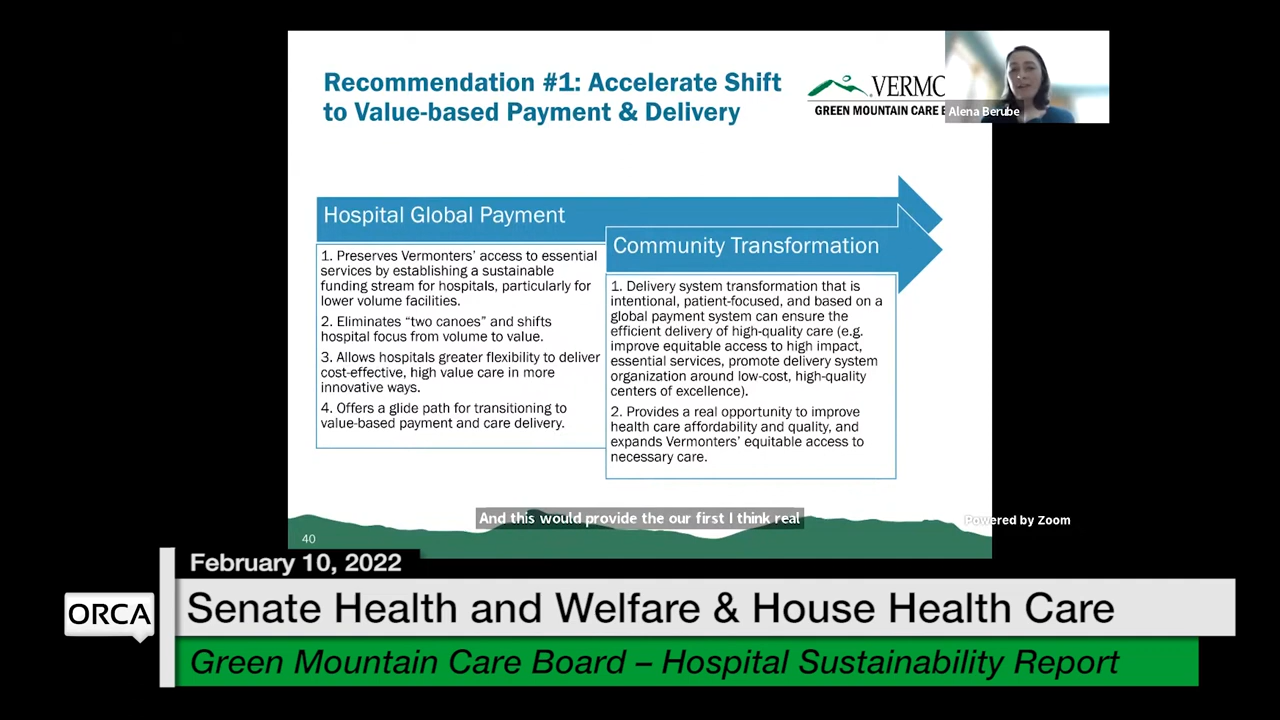 Recommendation #1: Accelerate Shift
to Value-based Payment & Delivery
VERMO
GREEN MOUNTAIN CARE B
Alena Berube
Hospital Global Payment
1. Preserves Vermonters' access to essential
services by establishing a sustainable
funding stream for hospitals, particularly for
lower volume facilities.
2. Eliminates “two canoes” and shifts
hospital focus from volume to value.
3. Allows hospitals greater flexibility to deliver
cost-effective, high value care in more
innovative ways.
4. Offers a glide path for transitioning to
value-based payment and care delivery.
Community Transformation
1. Delivery system transformation that is
intentional, patient-focused, and based on a
global payment system can ensure the
efficient delivery of high-quality care (e.g.
improve equitable access to high impact,
essential services, promote delivery system
organization around low-cost, high-quality
centers of excellence).
2. Provides a real opportunity to improve
health care affordability and quality, and
expands Vermonters' equitable access to
necessary care.
And this would provide the our first I think real
Powered by Zoom
40
February 10, 2022
ORCA
Senate Health and Welfare & House Health Care
Green Mountain Care Board – Hospital Sustainability Report